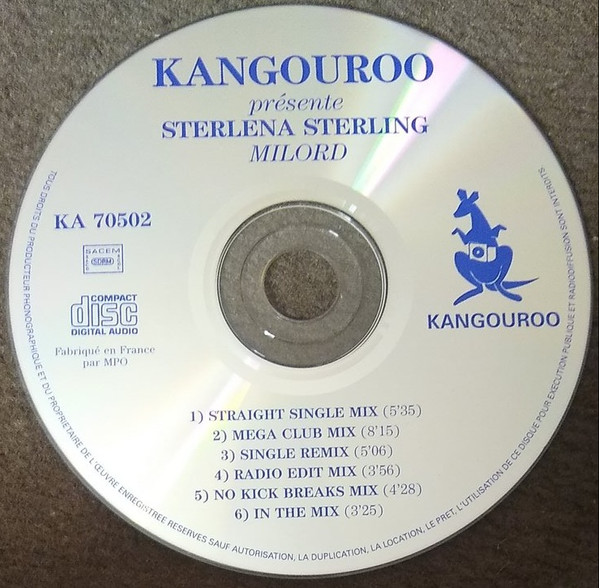 KANGOUROO
présente
STERLENA STERLING
MILORD
KA 70502
SACEM
SDRM
COMPACT
disc
DIGITAL AUDIO
Fabriqué en France
par MPO
KANGOUROO
1) STRAIGHT SINGLE MIX (5'35)
2) MEGA CLUB MIX (8'15)
3) SINGLE REMIX (5'06)
4) RADIO EDIT MIX (3'56)
5) NO KICK BREAKS MIX (4'28)
6) IN THE MIX (3'25)
TOUS DROITS DU PRODUCTEUR PHONOGRAPHIQUE ET DU PROPRIETAIRE DE L'ŒUVRE ENREGISTREE RESERVES SAUF AUTORISATION, LA DUPLICATION, LA LOCATION, LE PRET, L'UTILISATION DE CE DISQUE POUR EXECUTION PUBLIQUE ET RADIODIFFUSION SONT INTERDITS.